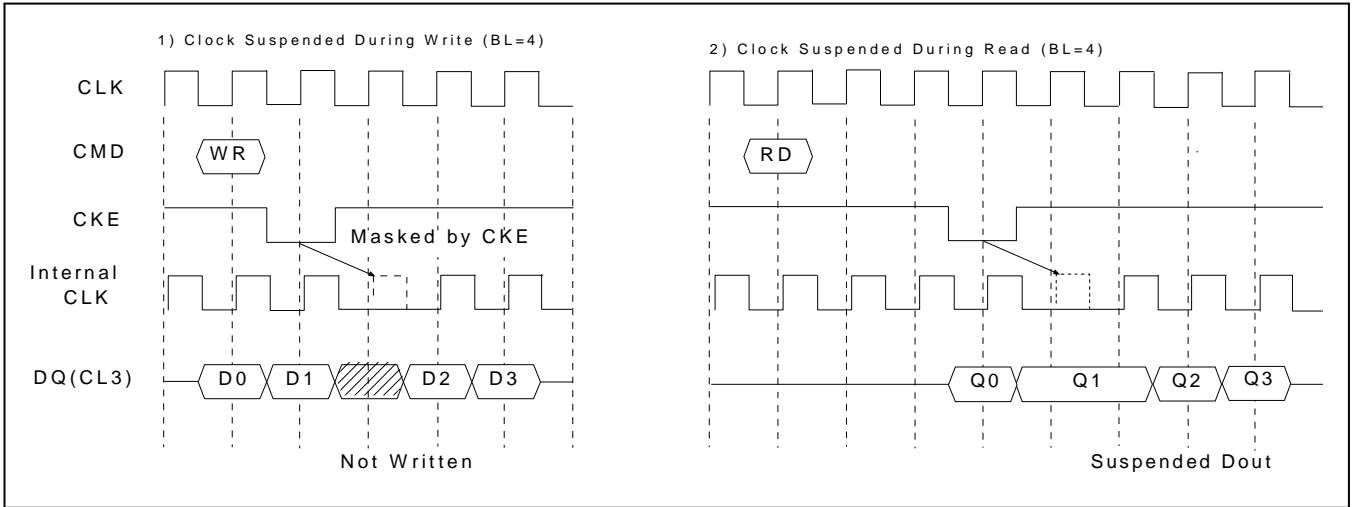 1) Clock Suspended During Write (BL=4)
2) Clock Suspended During Read (BL=4)
CLK
CMD
WR
RD
CKE
Masked by CKE
Internal
CLK
DQ(CL3)
D0
D1
D2
D3
Q0
Q1
Q2
Q3
Not Written
Suspended Dout